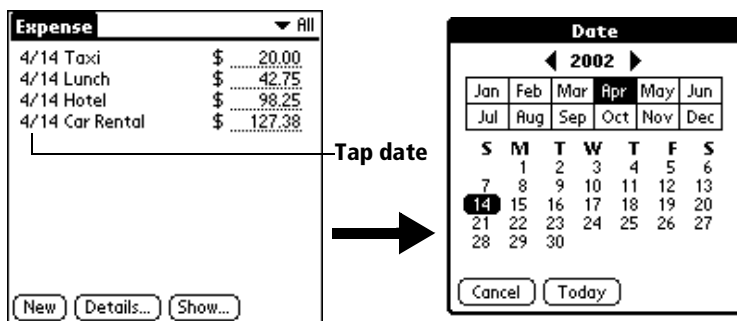 Expense ▼ All
4/14 Taxi $ 20.00
4/14 Lunch $ 42.75
4/14 Hotel $ 98.25
4/14 Car Rental $ 127.38
New Details... Show...
Tap date
Date
◀ 2002 ▶
Jan Feb Mar Apr May Jun
Jul Aug Sep Oct Nov Dec
S M T W T F S
1 2 3 4 5 6
7 8 9 10 11 12 13
14 15 16 17 18 19 20
21 22 23 24 25 26 27
28 29 30
Cancel Today